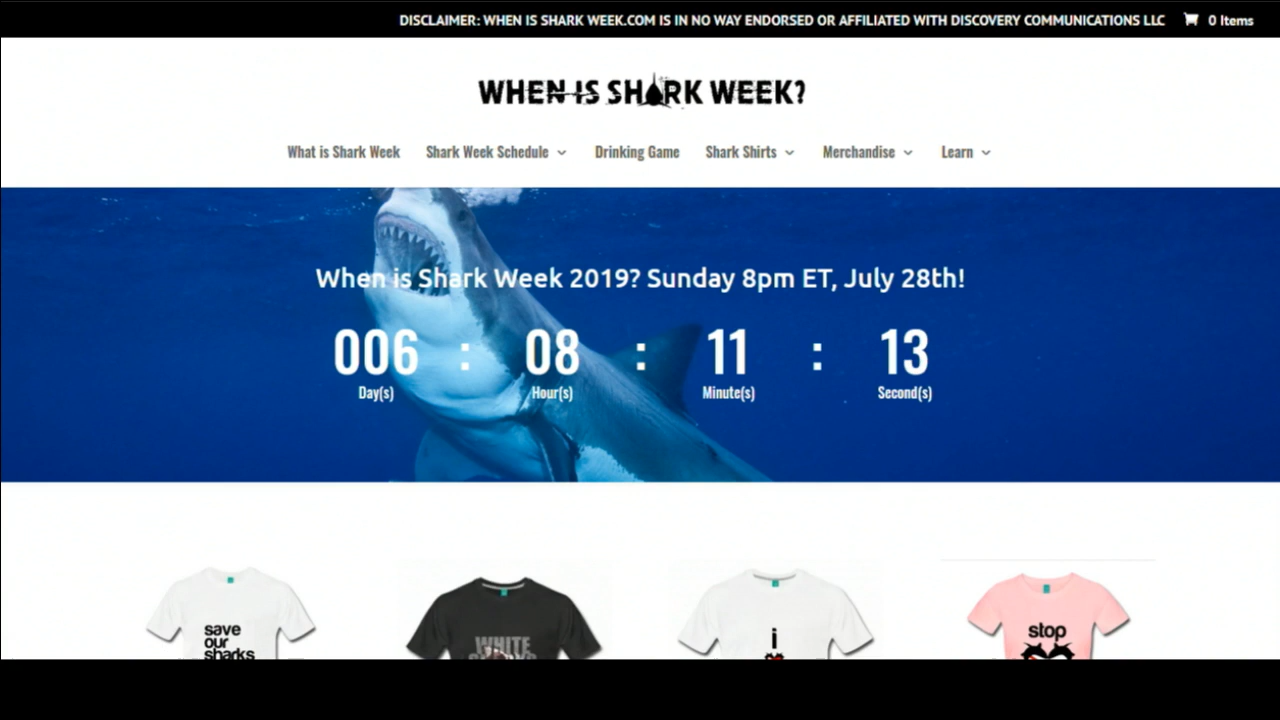 DISCLAIMER: WHEN IS SHARK WEEK.COM IS IN NO WAY ENDORSED OR AFFILIATED WITH DISCOVERY COMMUNICATIONS LLC 0 Items
WHEN IS SHARK WEEK?
What is Shark Week Shark Week Schedule Drinking Game Shark Shirts Merchandise Learn
When is Shark Week 2019? Sunday 8pm ET, July 28th!
006 : 08 : 11 : 13
Day(s) Hour(s) Minute(s) Second(s)
save
our
sharks
WHITE
i
stop